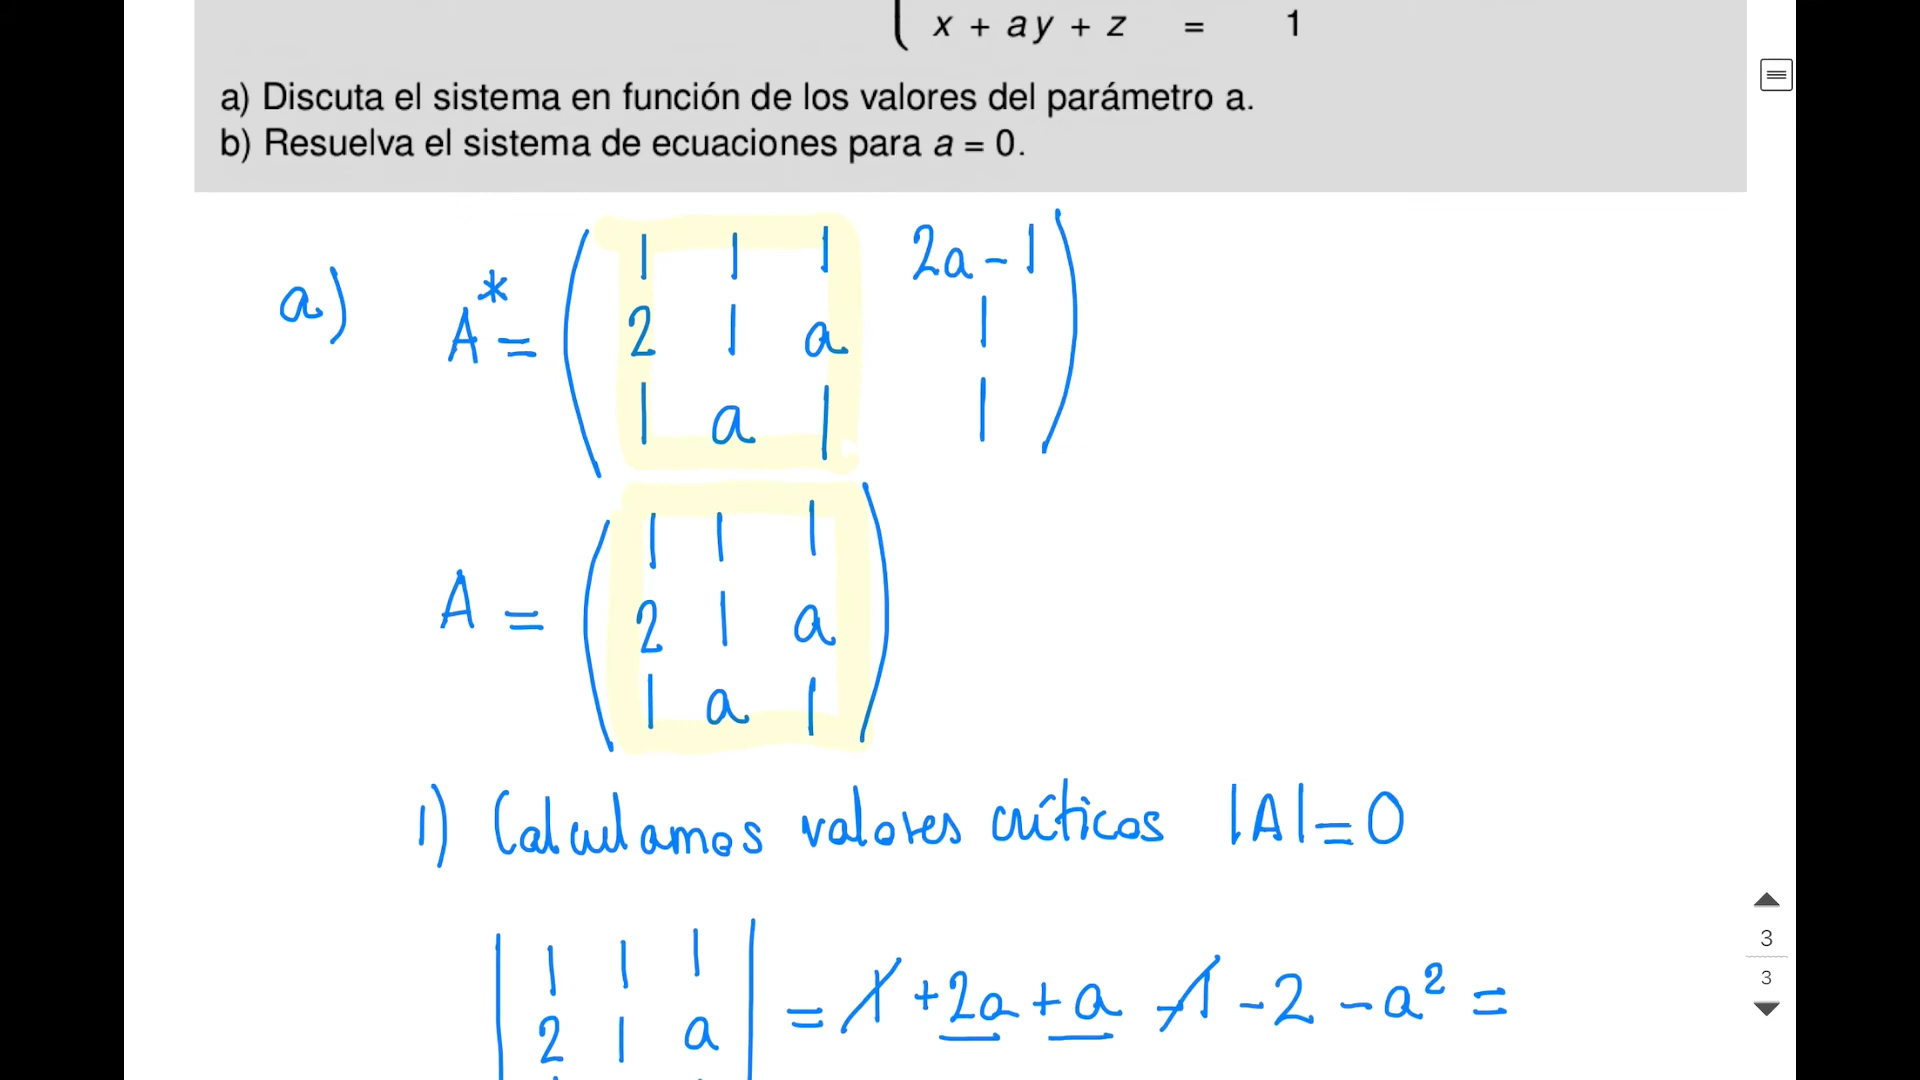 x + ay + z = 1
a) Discuta el sistema en función de los valores del parámetro a.
b) Resuelva el sistema de ecuaciones para a = 0.
1 1 1 2a-1
a) A* = 2 1 a 1
1 a 1 1
1 1 1
A = 2 1 a
1 a 1
1) Calculamos valores críticos |A|=0
1 1 1
2 1 a = 1 +2a +a -1 -2 -a² =
3
3